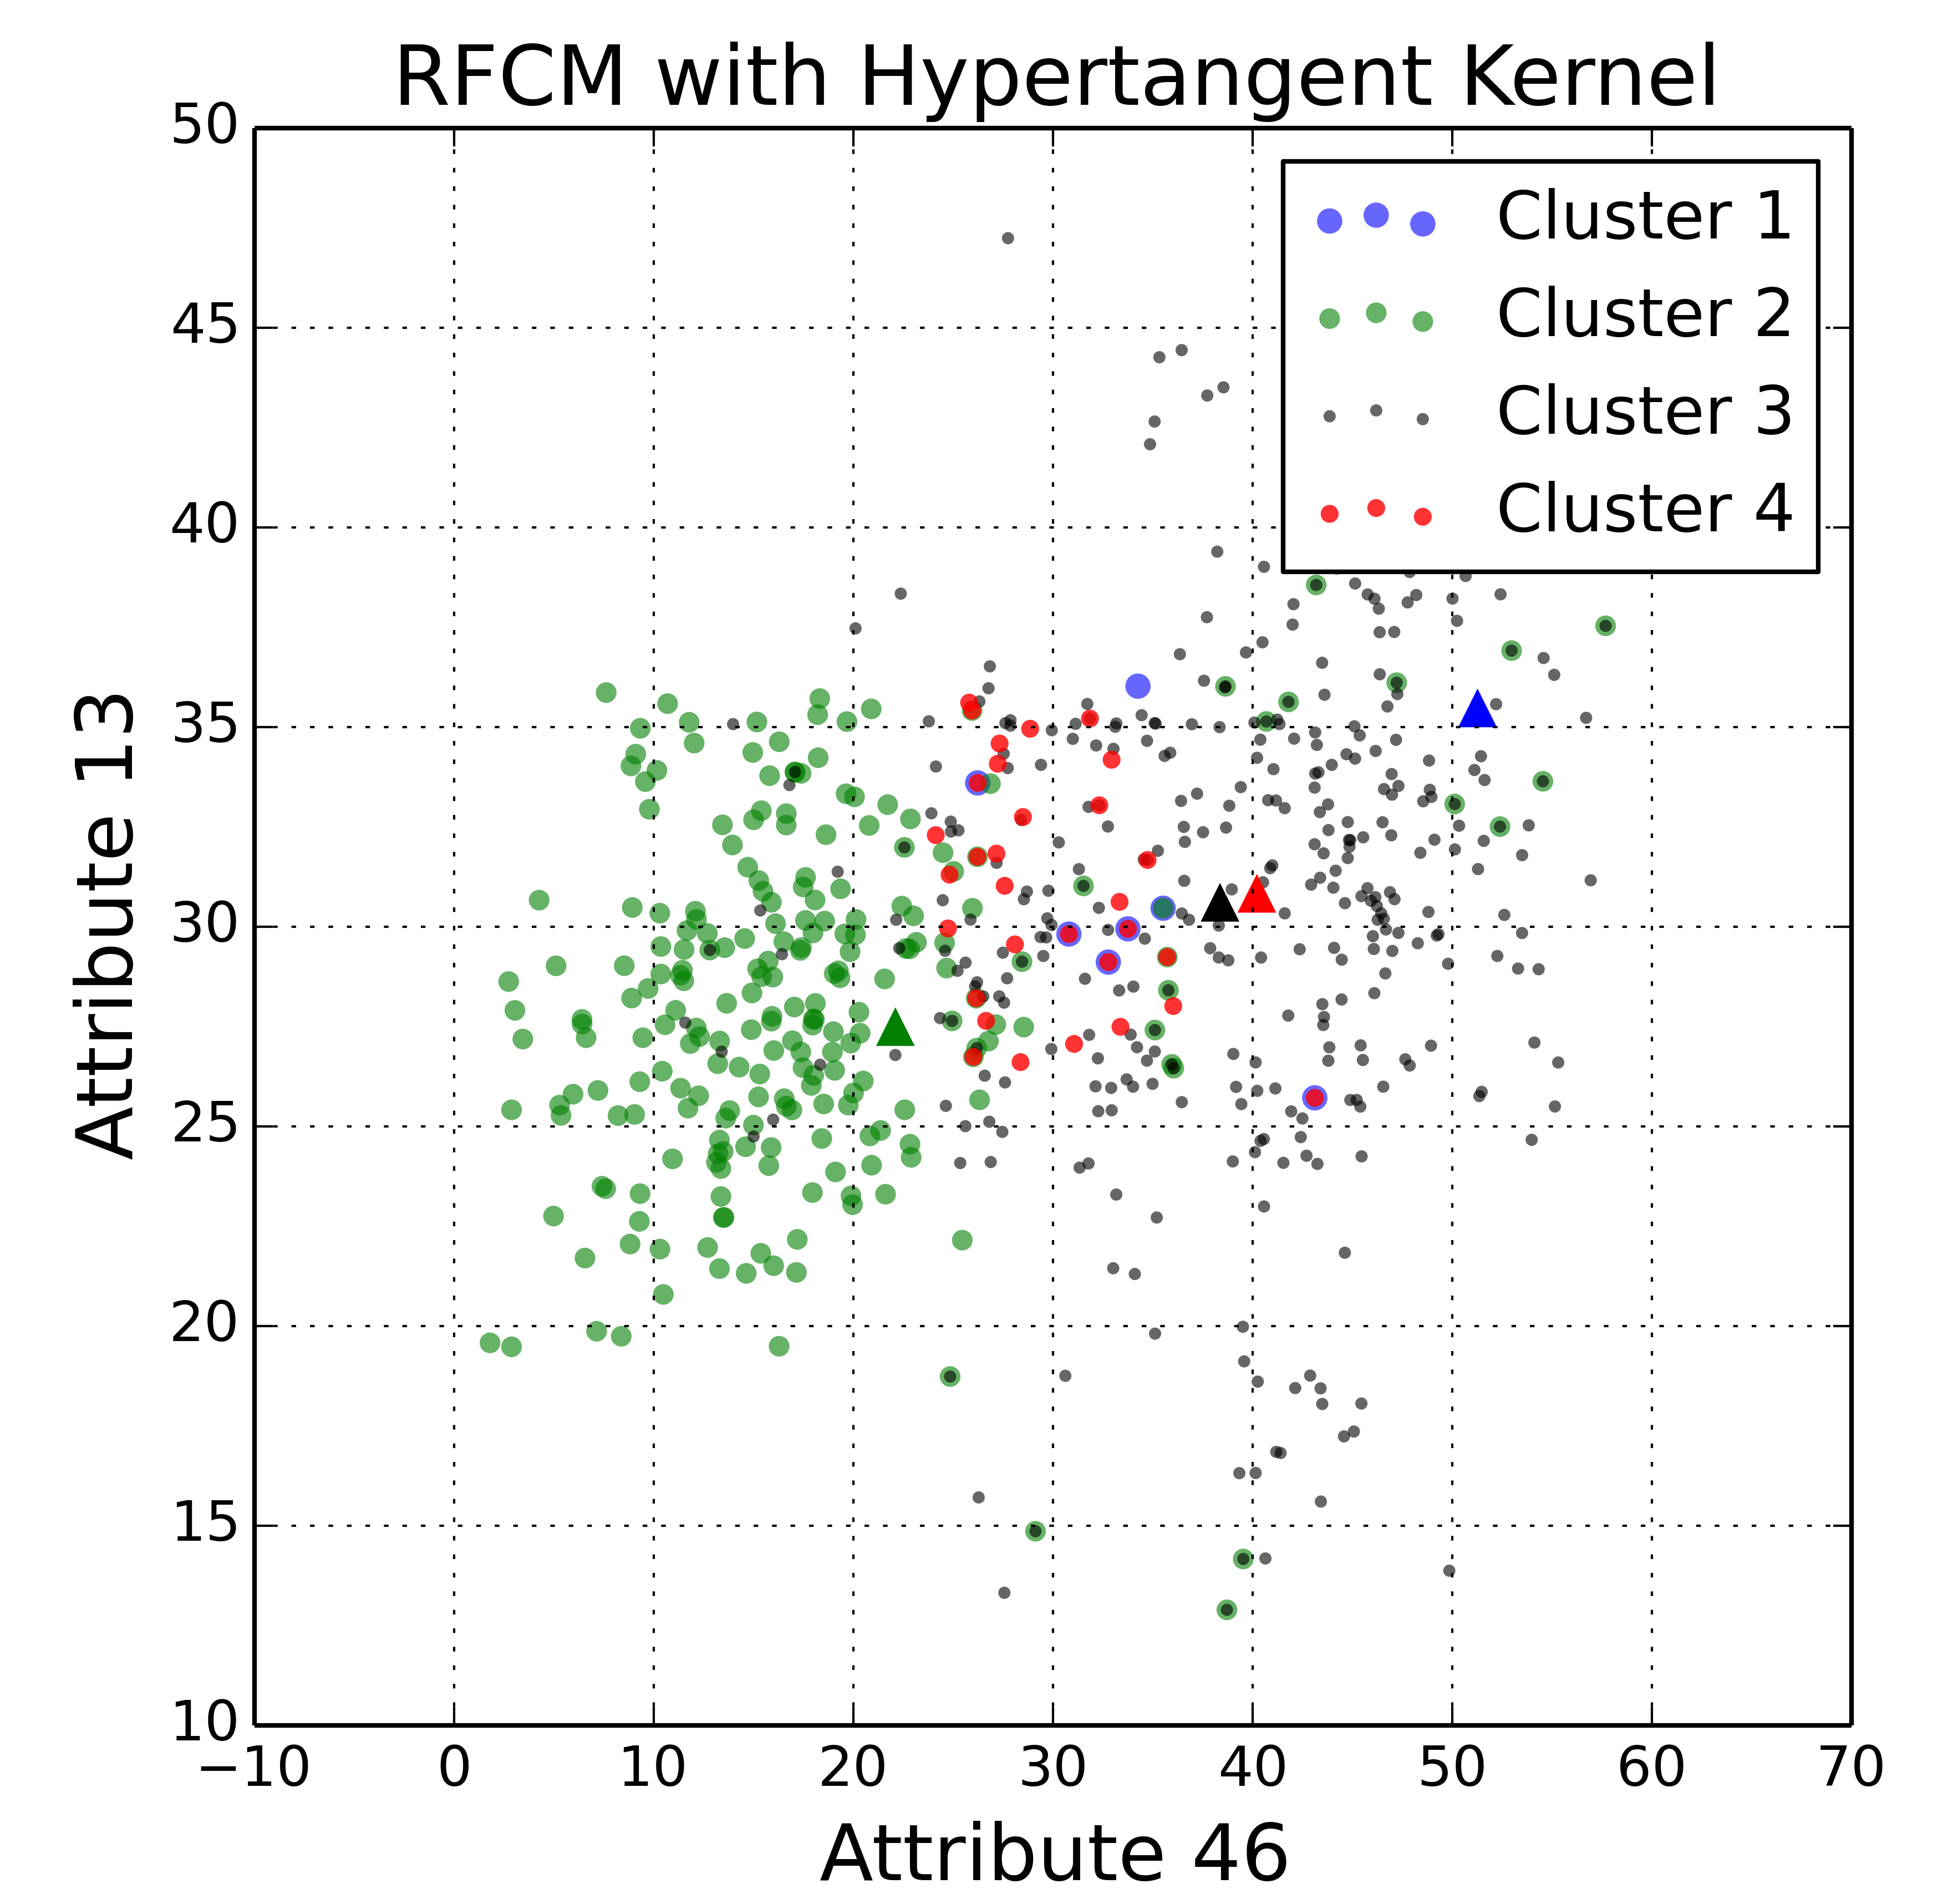 RFCM with Hypertangent Kernel
50
45
40
35
30
25
20
15
10
Attribute 13
Cluster 1
Cluster 2
Cluster 3
Cluster 4
−10 0 10 20 30 40 50 60 70
Attribute 46